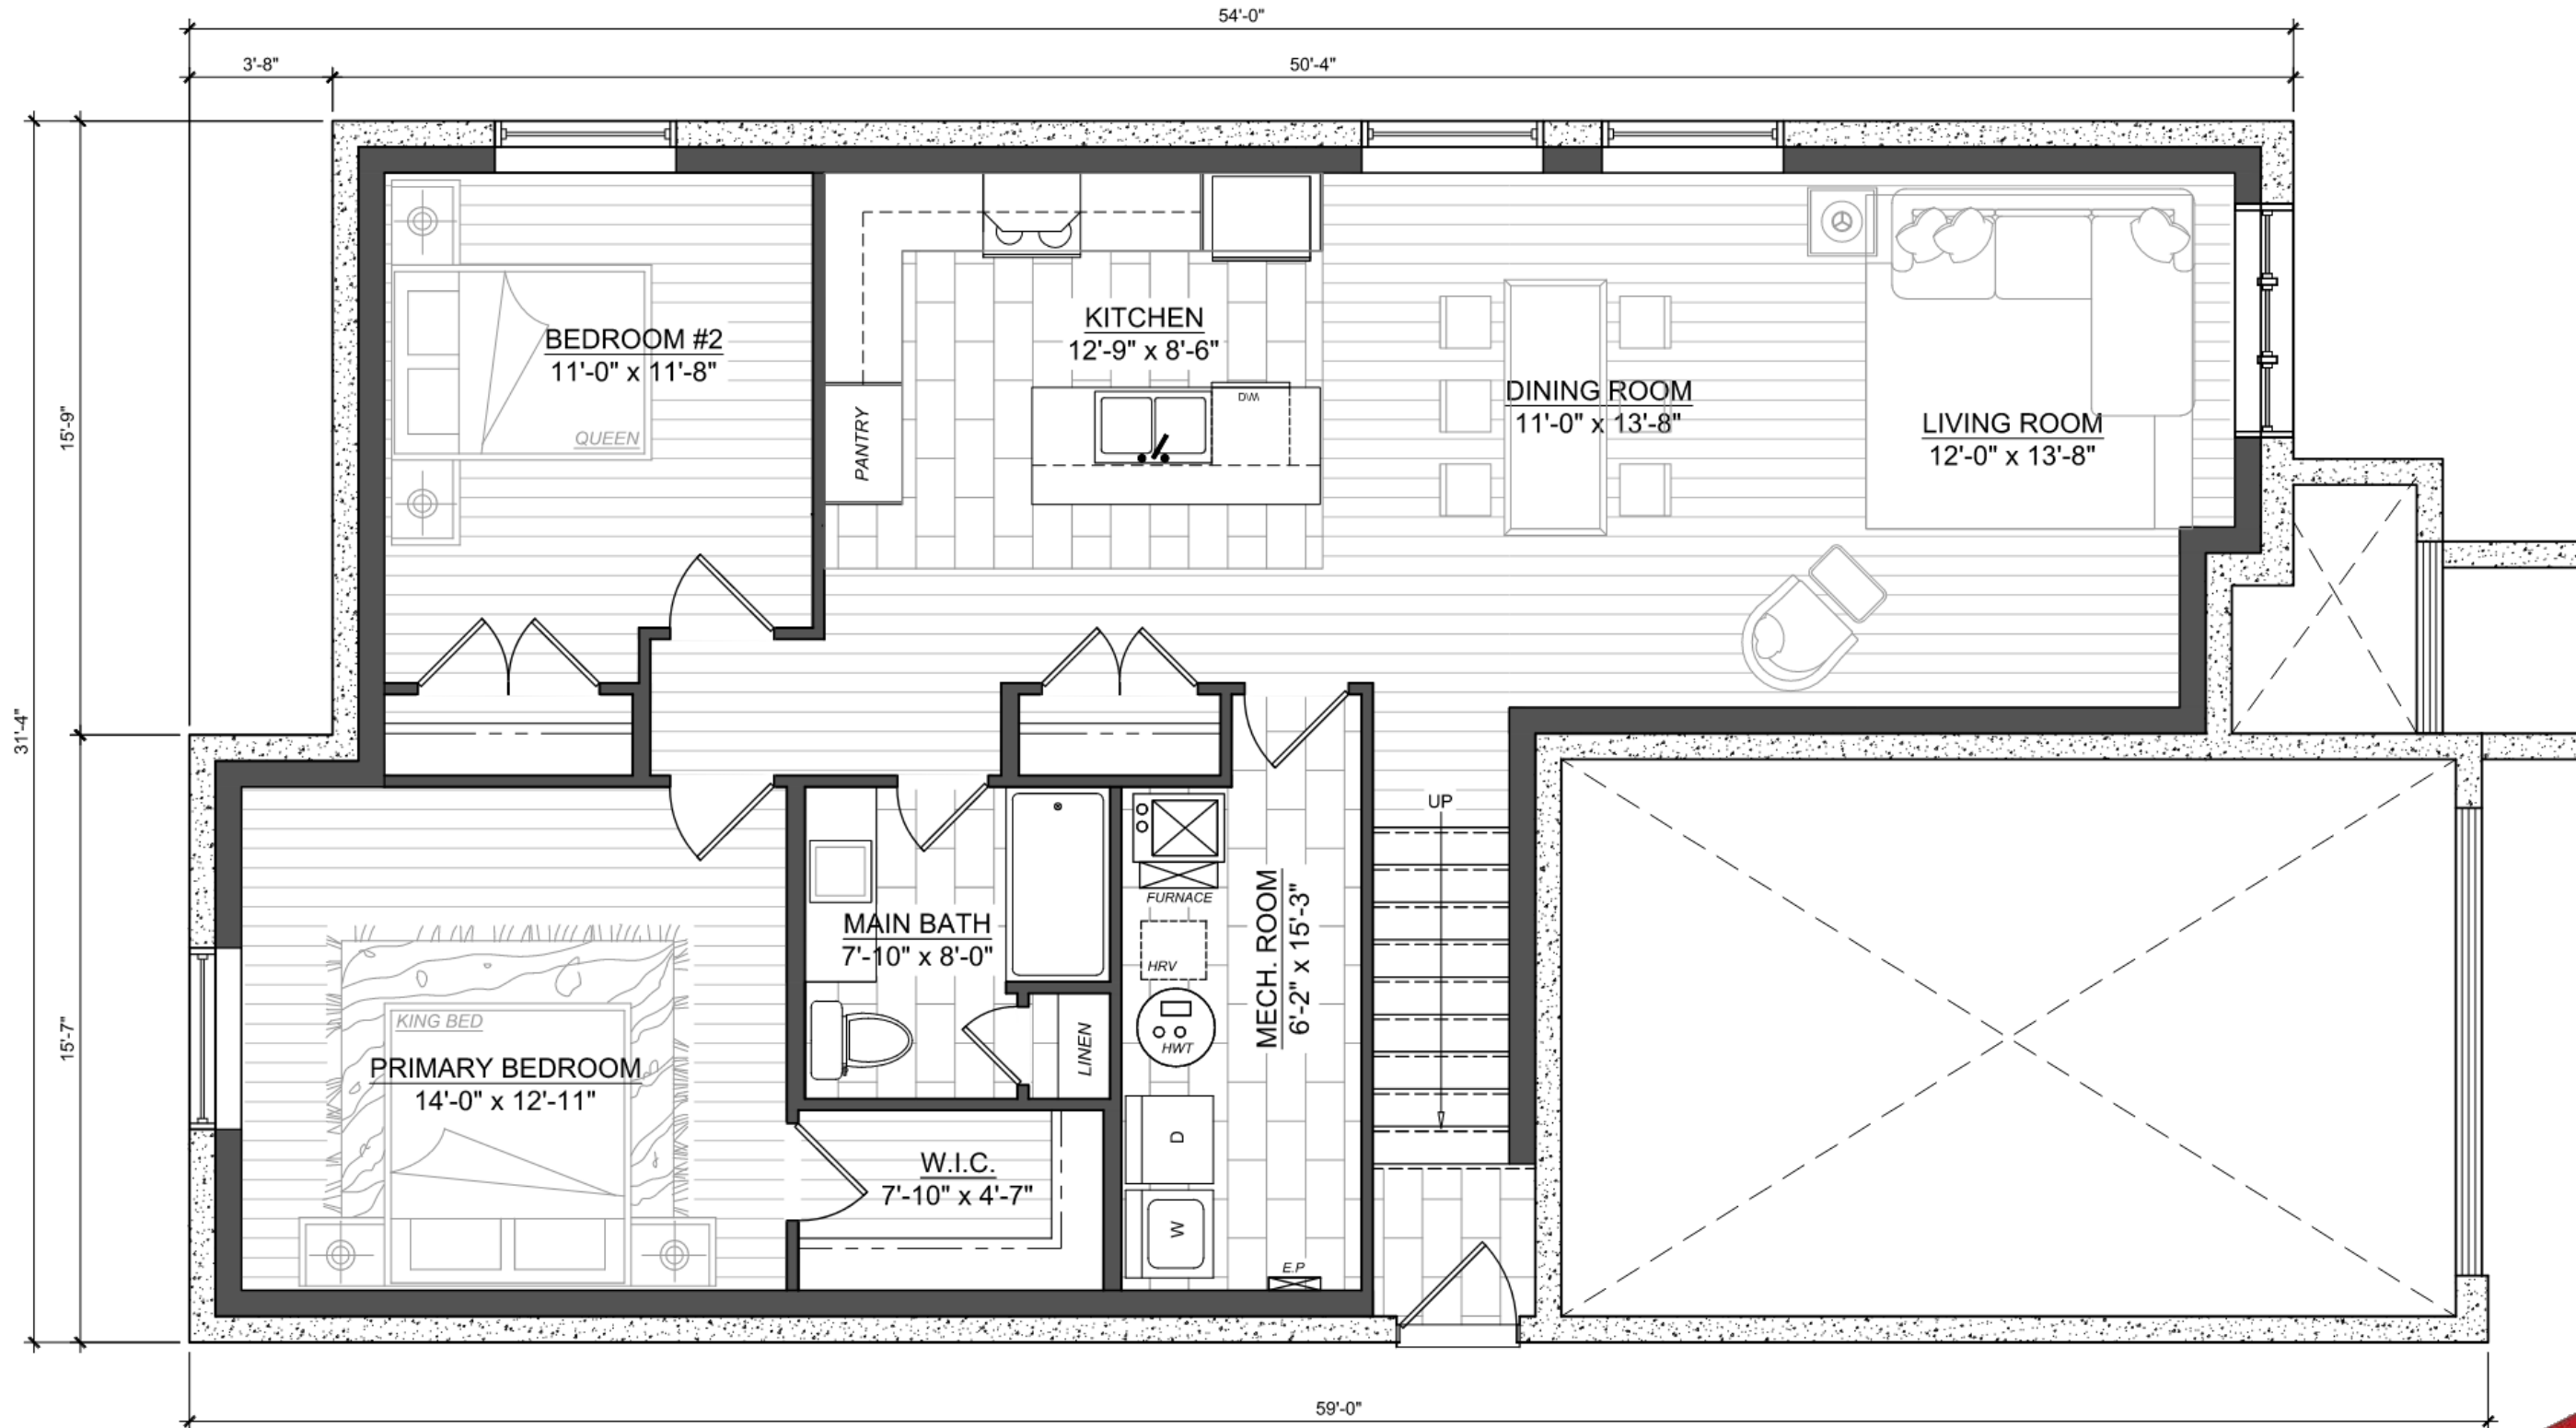 54'-0"
3'-8"
50'-4"
15'-9"
31'-4"
15'-7"
BEDROOM #2
11'-0" x 11'-8"
QUEEN
KITCHEN
12'-9" x 8'-6"
PANTRY
DW
DINING ROOM
11'-0" x 13'-8"
LIVING ROOM
12'-0" x 13'-8"
UP
FURNACE
HRV
HWT
MECH. ROOM
6'-2" x 15'-3"
MAIN BATH
7'-10" x 8'-0"
LINEN
KING BED
PRIMARY BEDROOM
14'-0" x 12'-11"
W.I.C.
7'-10" x 4'-7"
D
W
E.P
59'-0"